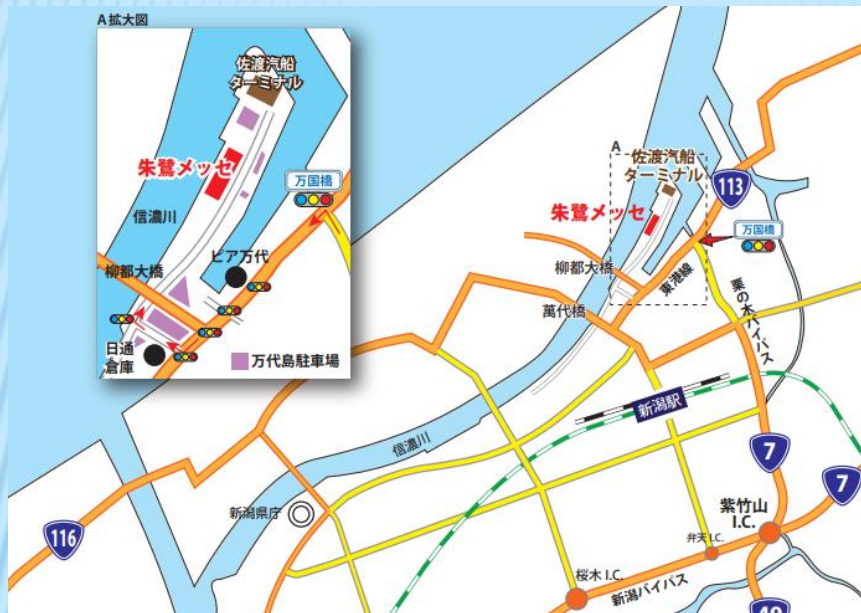 A拡大図
佐渡汽船
ターミナル
朱鷺メッセ
万国橋
信濃川
ピア万代
柳都大橋
日通
倉庫
万代島駐車場
A
佐渡汽船
ターミナル
113
朱鷺メッセ
万国橋
柳都大橋
東港線
萬代橋
栗の木バイパス
新潟駅
信濃川
7
7
紫竹山
I.C.
新潟県庁
116
弁天I.C.
桜木I.C.
新潟バイパス
49